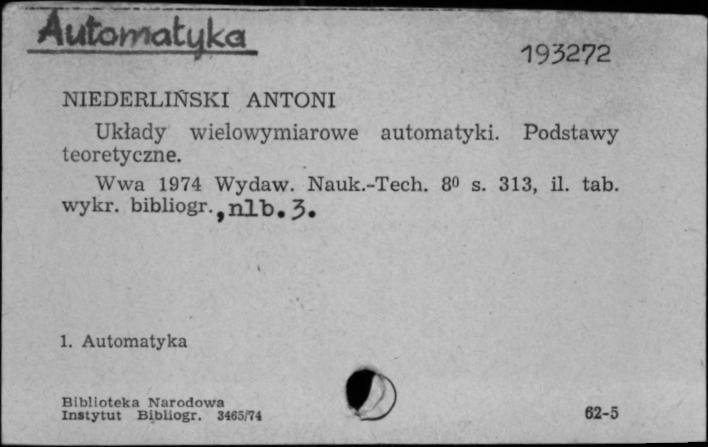 Automatyka
193272
NIEDERLIŃSKI ANTONI
Układy wielowymiarowe automatyki. Podstawy
teoretyczne.
Wwa 1974 Wydaw. Nauk.-Tech. 8⁰ s. 313, il. tab.
wykr. bibliogr., nlb. 3.
1. Automatyka
Biblioteka Narodowa
Instytut Bibliogr. 3465/74
62-5